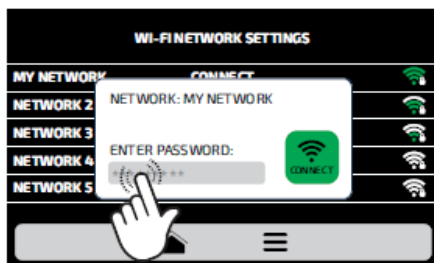 WI-FI NETWORK SETTINGS
MY NETWORK CONNECT
NETWORK 2
NETWORK 3
NETWORK 4
NETWORK 5
NETWORK: MY NETWORK
ENTER PASSWORD:
CONNECT